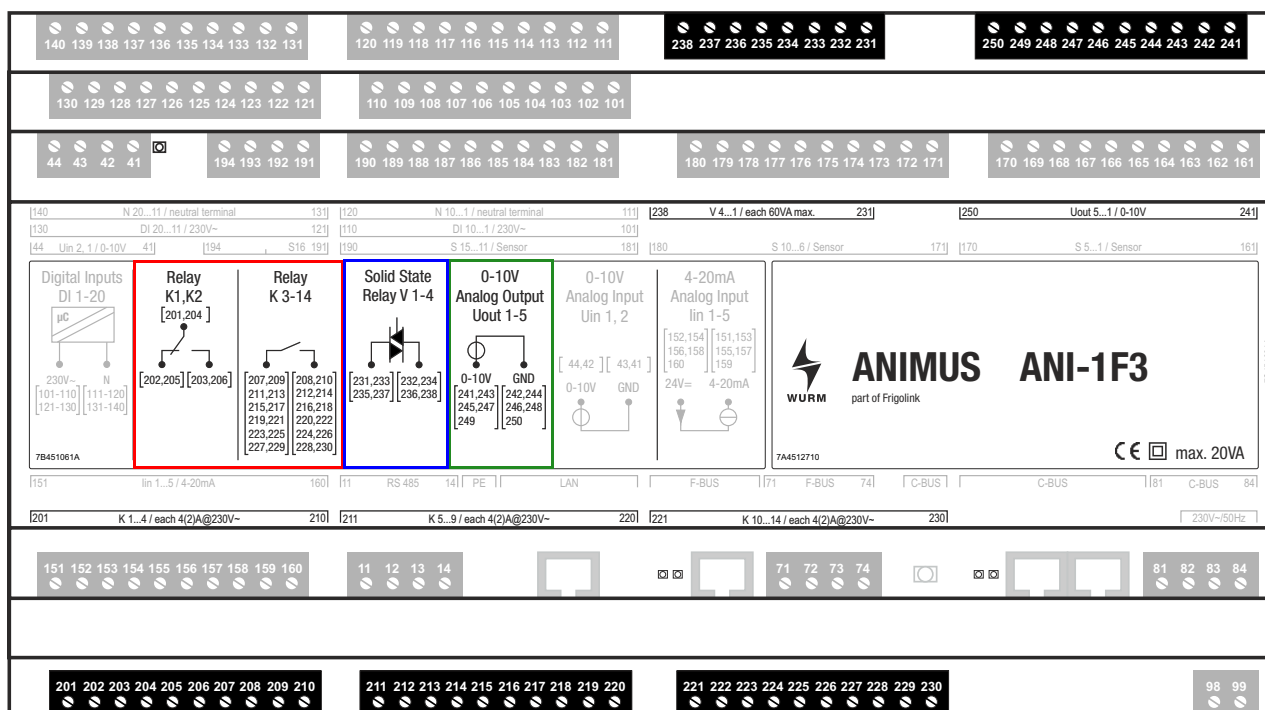 140 139 138 137 136 135 134 133 132 131
120 119 118 117 116 115 114 113 112 111
238 237 236 235 234 233 232 231
250 249 248 247 246 245 244 243 242 241
130 129 128 127 126 125 124 123 122 121
110 109 108 107 106 105 104 103 102 101
44 43 42 41
194 193 192 191
190 189 188 187 186 185 184 183 182 181
180 179 178 177 176 175 174 173 172 171
170 169 168 167 166 165 164 163 162 161
140 N 20...11 / neutral terminal 131
120 N 10...1 / neutral terminal 111
238 V 4...1 / each 60VA max. 231
250 Uout 5...1 / 0-10V 241
130 DI 20...11 / 230V~ 121
110 DI 10...1 / 230V~ 101
44 Uin 2, 1 / 0-10V 41
194 S16 191
190 S 15...11 / Sensor 181
180 S 10...6 / Sensor 171
170 S 5...1 / Sensor 161
Digital Inputs
DI 1-20
µC
230V~ N
[101-110] [111-120]
[121-130] [131-140]
7B451061A
Relay
K1,K2
[201,204]
[202,205] [203,206]
Relay
K 3-14
207,209 208,210
211,213 212,214
215,217 216,218
219,221 220,222
223,225 224,226
227,229 228,230
Solid State
Relay V 1-4
231,233 232,234
235,237 236,238
0-10V
Analog Output
Uout 1-5
0-10V GND
241,243 242,244
245,247 246,248
249 250
0-10V
Analog Input
Uin 1, 2
[ 44,42 ] [ 43,41 ]
0-10V GND
4-20mA
Analog Input
Iin 1-5
152,154 151,153
156,158 155,157
160 159
24V= 4-20mA
WURM
ANIMUS ANI-1F3
part of Frigolink
7A4512710
CE max. 20VA
151 Iin 1...5 / 4-20mA 160
11 RS 485 14
PE
LAN
F-BUS
71 F-BUS 74
C-BUS
C-BUS
81 C-BUS 84
201 K 1...4 / each 4(2)A@230V~ 210
211 K 5...9 / each 4(2)A@230V~ 220
221 K 10...14 / each 4(2)A@230V~ 230
230V~/50Hz
151 152 153 154 155 156 157 158 159 160
11 12 13 14
71 72 73 74
81 82 83 84
201 202 203 204 205 206 207 208 209 210
211 212 213 214 215 216 217 218 219 220
221 222 223 224 225 226 227 228 229 230
98 99